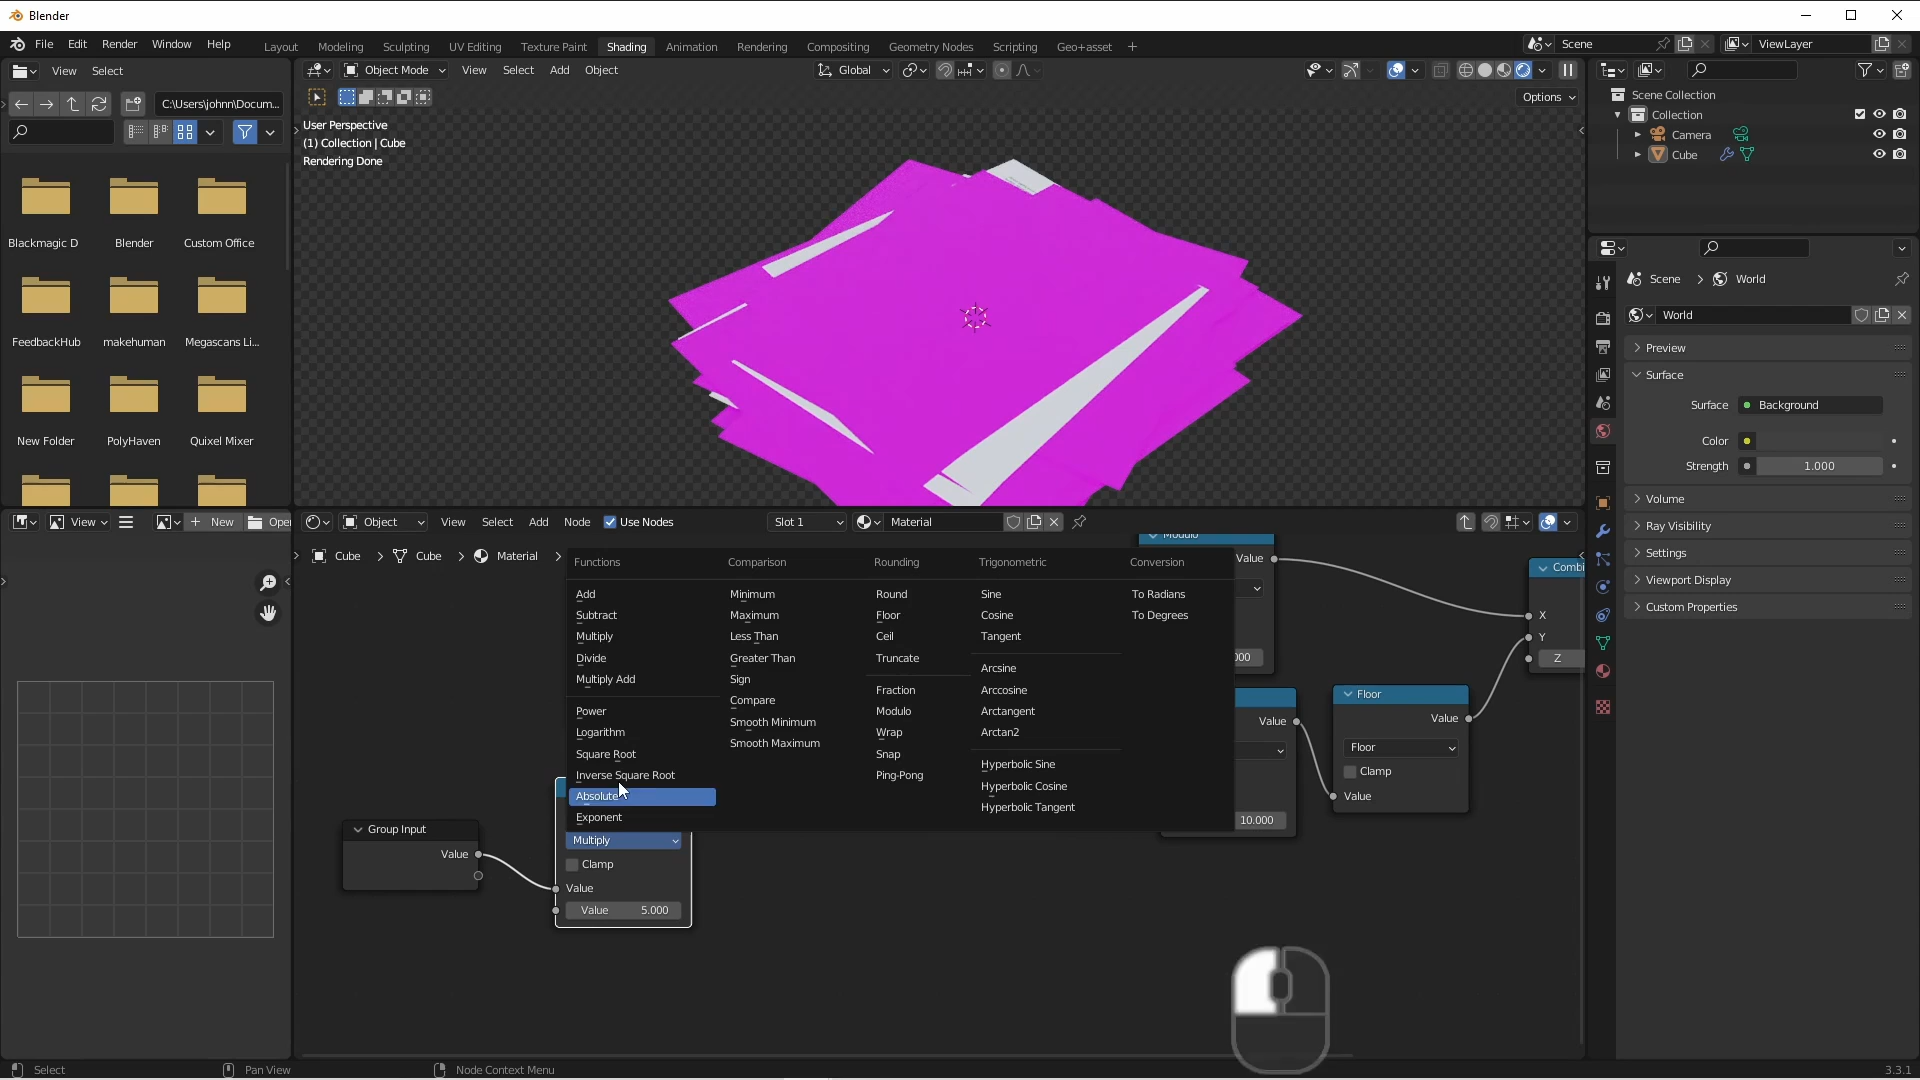 Blender
File Edit Render Window Help
Layout Modeling Sculpting UV Editing Texture Paint Shading Animation Rendering Compositing Geometry Nodes Scripting Geo+asset +
Scene
ViewLayer
View Select
Object Mode View Select Add Object
Global
C:\Users\johnn\Docum...
Options
User Perspective
(1) Collection | Cube
Rendering Done
Blackmagic D Blender Custom Office
FeedbackHub makehuman Megascans Li...
New Folder PolyHaven Quixel Mixer
Scene Collection
Collection
Camera
Cube
Scene > World
World
Preview
Surface
Surface Background
Color
Strength 1.000
Volume
Ray Visibility
Settings
Viewport Display
Custom Properties
View + New Oper
Object View Select Add Node Use Nodes Slot 1 Material
Cube > Cube > Material >
Functions Comparison Rounding Trigonometric Conversion
Add Minimum Round Sine To Radians
Subtract Maximum Floor Cosine To Degrees
Multiply Less Than Ceil Tangent
Divide Greater Than Truncate
Arcsine
Multiply Add Sign
Fraction Arccosine
Compare
Power Modulo Arctangent
Logarithm Smooth Minimum Wrap Arctan2
Smooth Maximum
Square Root Snap
Hyperbolic Sine
Inverse Square Root Ping-Pong
Hyperbolic Cosine
Absolute
Hyperbolic Tangent
Exponent
Modulo
Value
000
Combi
X
Y
Z
Value
10.000
Floor
Value
Floor
Clamp
Value
Group Input
Value
Multiply
Clamp
Value
Value 5.000
Select Pan View Node Context Menu 3.3.1